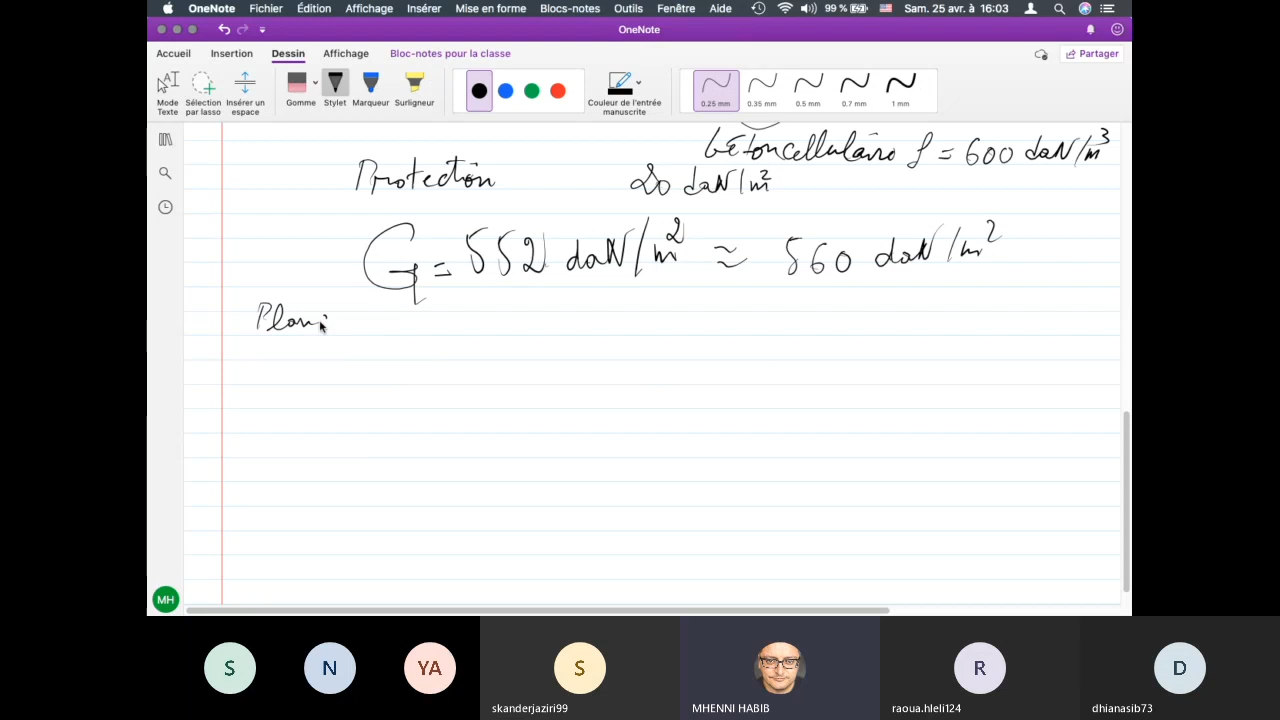 OneNote Fichier Édition Affichage Insérer Mise en forme Blocs-notes Outils Fenêtre Aide 99 % Sam. 25 avr. à 16:03
OneNote
Accueil Insertion Dessin Affichage Bloc-notes pour la classe Partager
Mode Texte
Sélection par lasso
Insérer un espace
Gomme
Stylet
Marqueur
Surligneur
Couleur de l'entrée manuscrite
0.25 mm 0.35 mm 0.5 mm 0.7 mm 1 mm
béton cellulaire ρ = 600 daN/m³
Protection 20 daN/m²
G = 552 daN/m² ≈ 560 daN/m²
Plan
MH
S N YA S R D
skanderjaziri99 MHENNI HABIB raoua.hleli124 dhianasib73